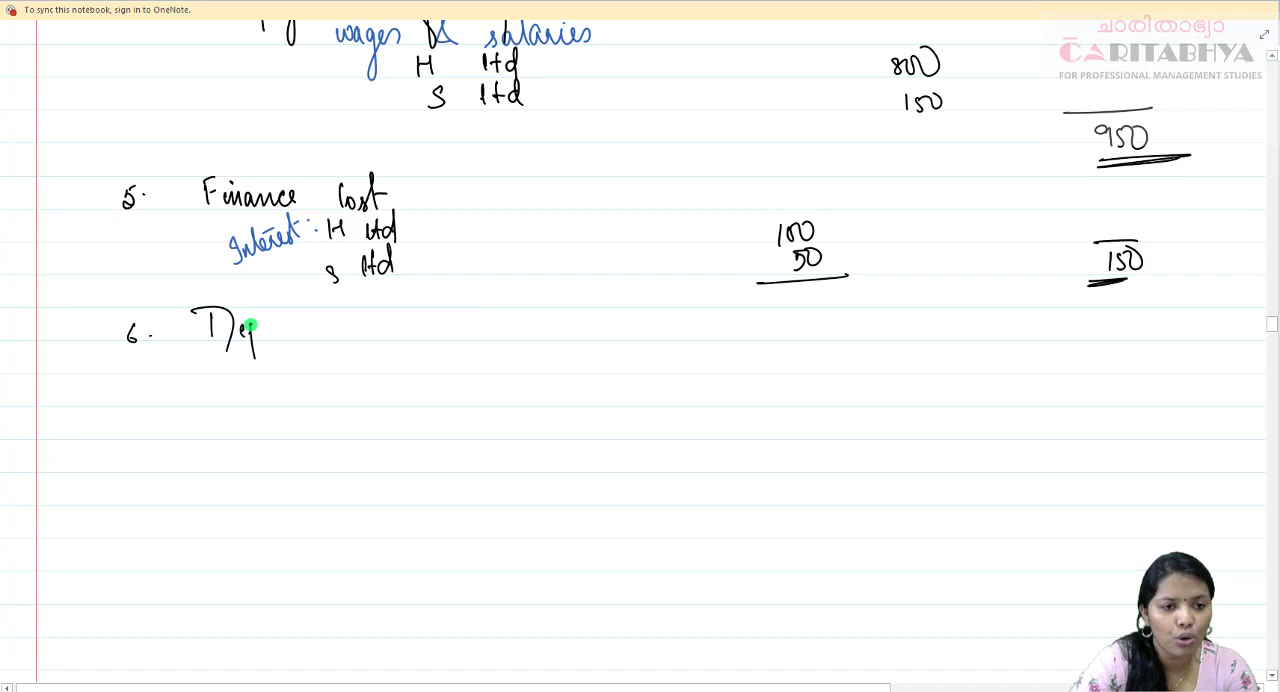 To sync this notebook, sign in to OneNote.
ചാരിതാഭ്യാ
CARITABHYA
FOR PROFESSIONAL MANAGEMENT STUDIES
wages & salaries
H ltd 800
S ltd 150
950
5. Finance Cost
Interest: H ltd 100
S ltd 50 150
6. Dep